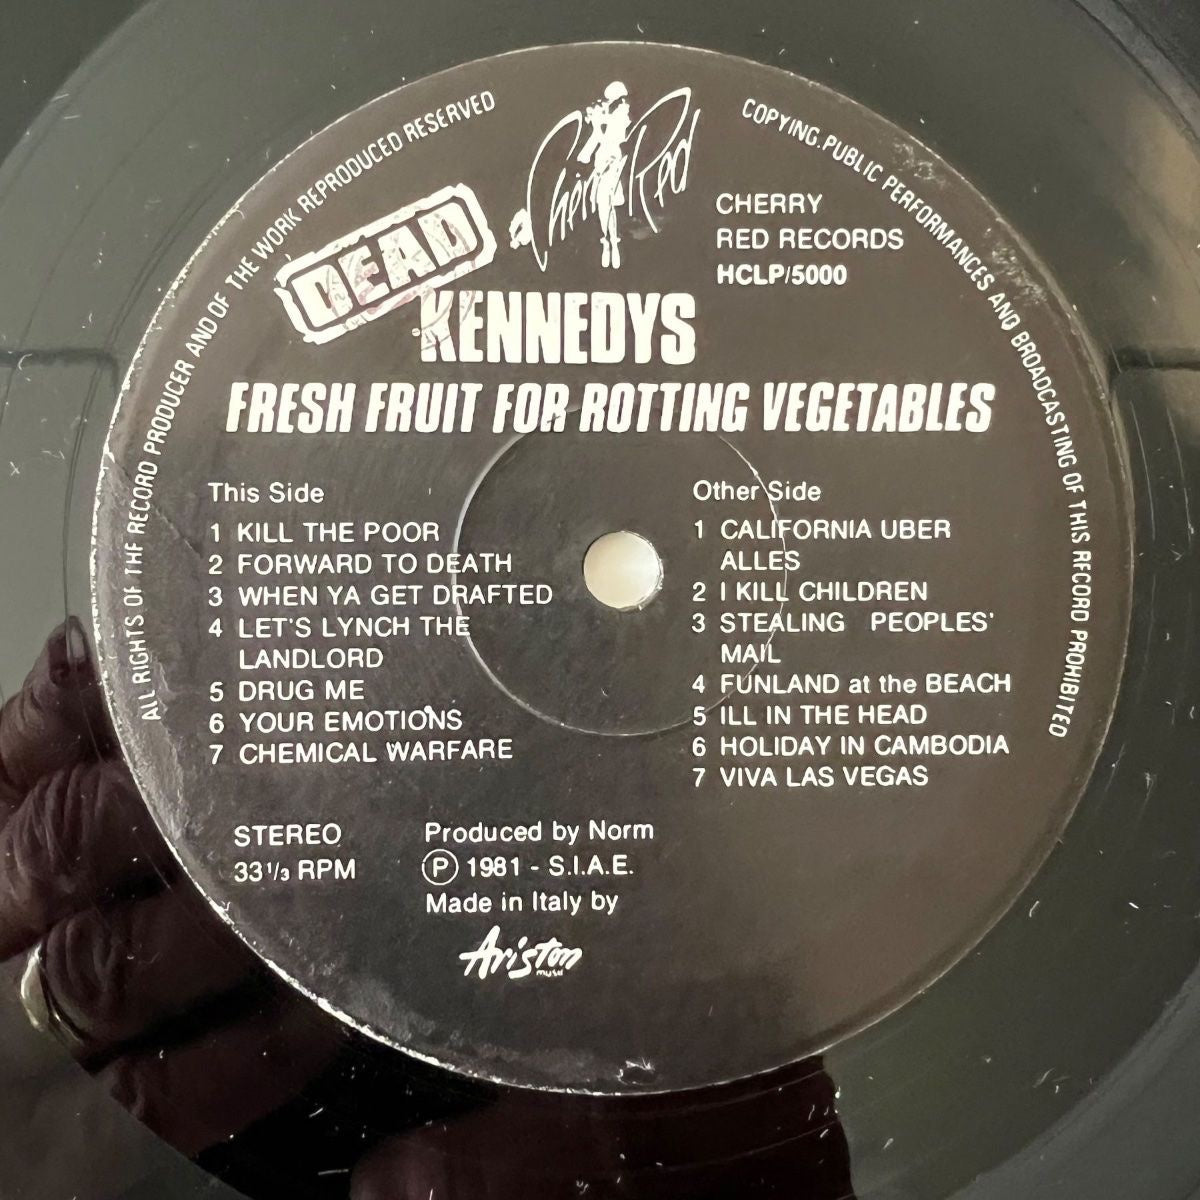 ALL RIGHTS OF THE RECORD PRODUCER AND OF THE WORK REPRODUCED RESERVED
COPYING. PUBLIC PERFORMANCES AND BROADCASTING OF THIS RECORD PROHIBITED
Cherry Red
CHERRY
RED RECORDS
HCLP/5000
DEAD
KENNEDYS
FRESH FRUIT FOR ROTTING VEGETABLES
This Side
1 KILL THE POOR
2 FORWARD TO DEATH
3 WHEN YA GET DRAFTED
4 LET'S LYNCH THE
LANDLORD
5 DRUG ME
6 YOUR EMOTIONS
7 CHEMICAL WARFARE
Other Side
1 CALIFORNIA UBER
ALLES
2 I KILL CHILDREN
3 STEALING PEOPLES'
MAIL
4 FUNLAND at the BEACH
5 ILL IN THE HEAD
6 HOLIDAY IN CAMBODIA
7 VIVA LAS VEGAS
STEREO
33 1/3 RPM
Produced by Norm
Ⓟ 1981 - S.I.A.E.
Made in Italy by
Ariston
music